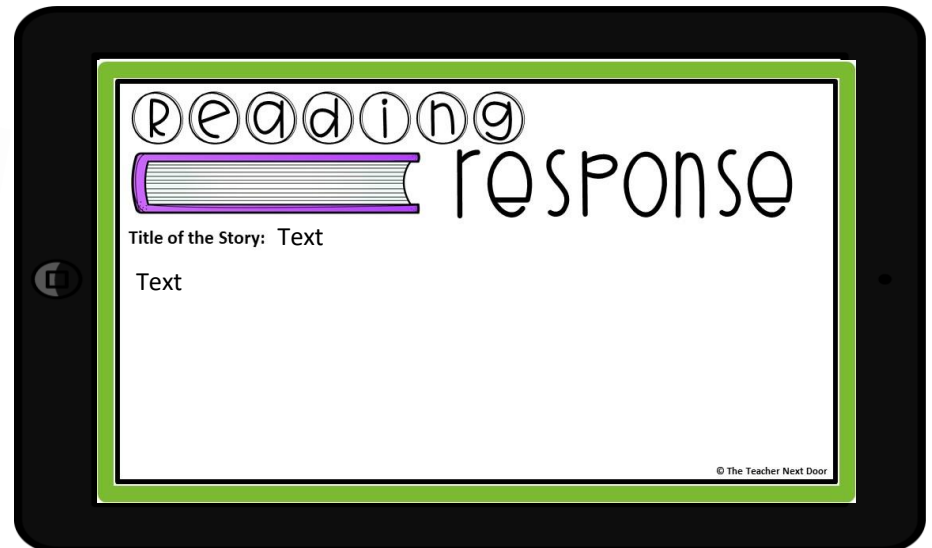 Reading
response
Title of the Story: Text
Text
© The Teacher Next Door